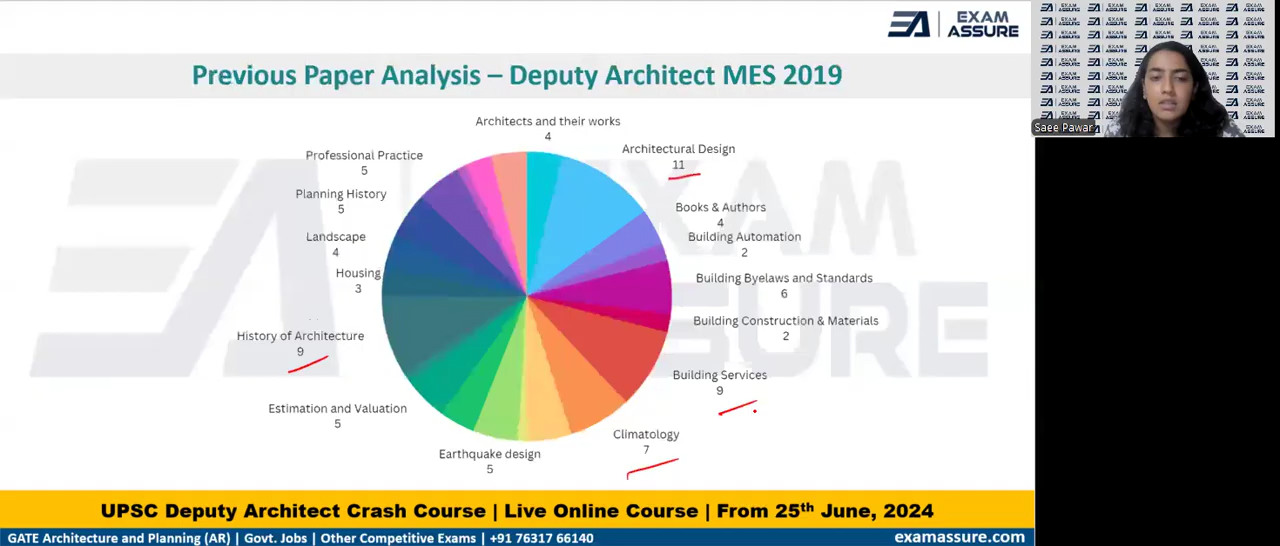 EXAM
ASSURE
Previous Paper Analysis – Deputy Architect MES 2019
Saee Pawar
Architects and their works
4
Architectural Design
11
Books & Authors
4
Building Automation
2
Building Byelaws and Standards
6
Building Construction & Materials
2
Building Services
9
Climatology
7
Earthquake design
5
Estimation and Valuation
5
History of Architecture
9
Housing
3
Landscape
4
Planning History
5
Professional Practice
5
EXAM
ASSURE
UPSC Deputy Architect Crash Course | Live Online Course | From 25th June, 2024
GATE Architecture and Planning (AR) | Govt. Jobs | Other Competitive Exams | +91 76317 66140
examassure.com